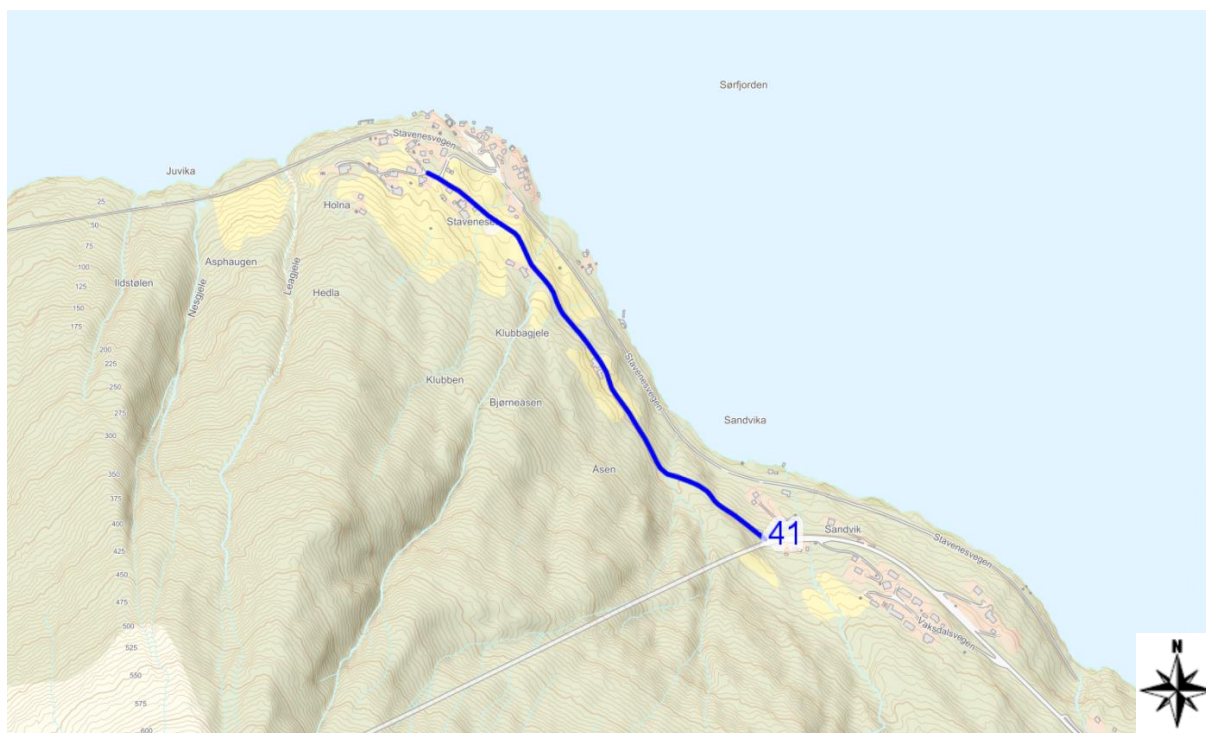 Sørfjorden
Stavenesvegen
Juvika
Holna
25
50
75
100
125
150
175
200
225
250
275
300
350
375
400
425
450
475
500
525
550
575
600
Asphaugen
Ildstølen
Nesgjele
Leagjele
Hedla
Klubbagjele
Klubben
Bjørneåsen
Stavenesvegen
Sandvika
Åsen
41
Sandvik
Stavenesvegen
Vaksdalsvegen
N